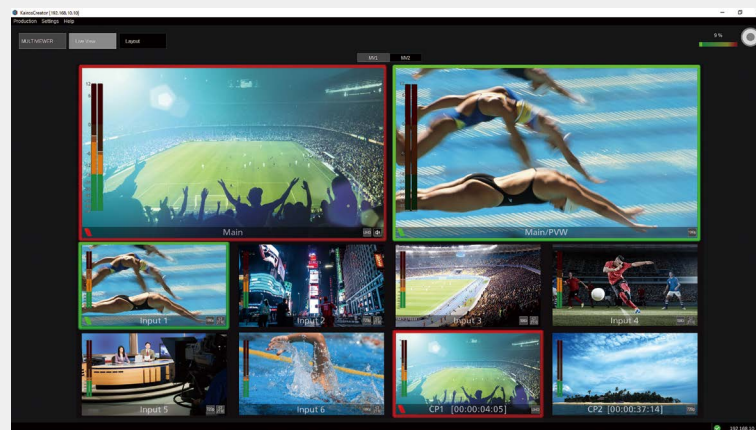 KairosCreator [192.168.10.10]
Production Settings Help
MULTIVIEWER Live View Layout
9 %
MV1 MV2
Main
Main/PVW
Input 1
Input 2
Input 3
Input 4
Input 5
Input 6
CP1 [00:00:04:05]
CP2 [00:00:37:14]